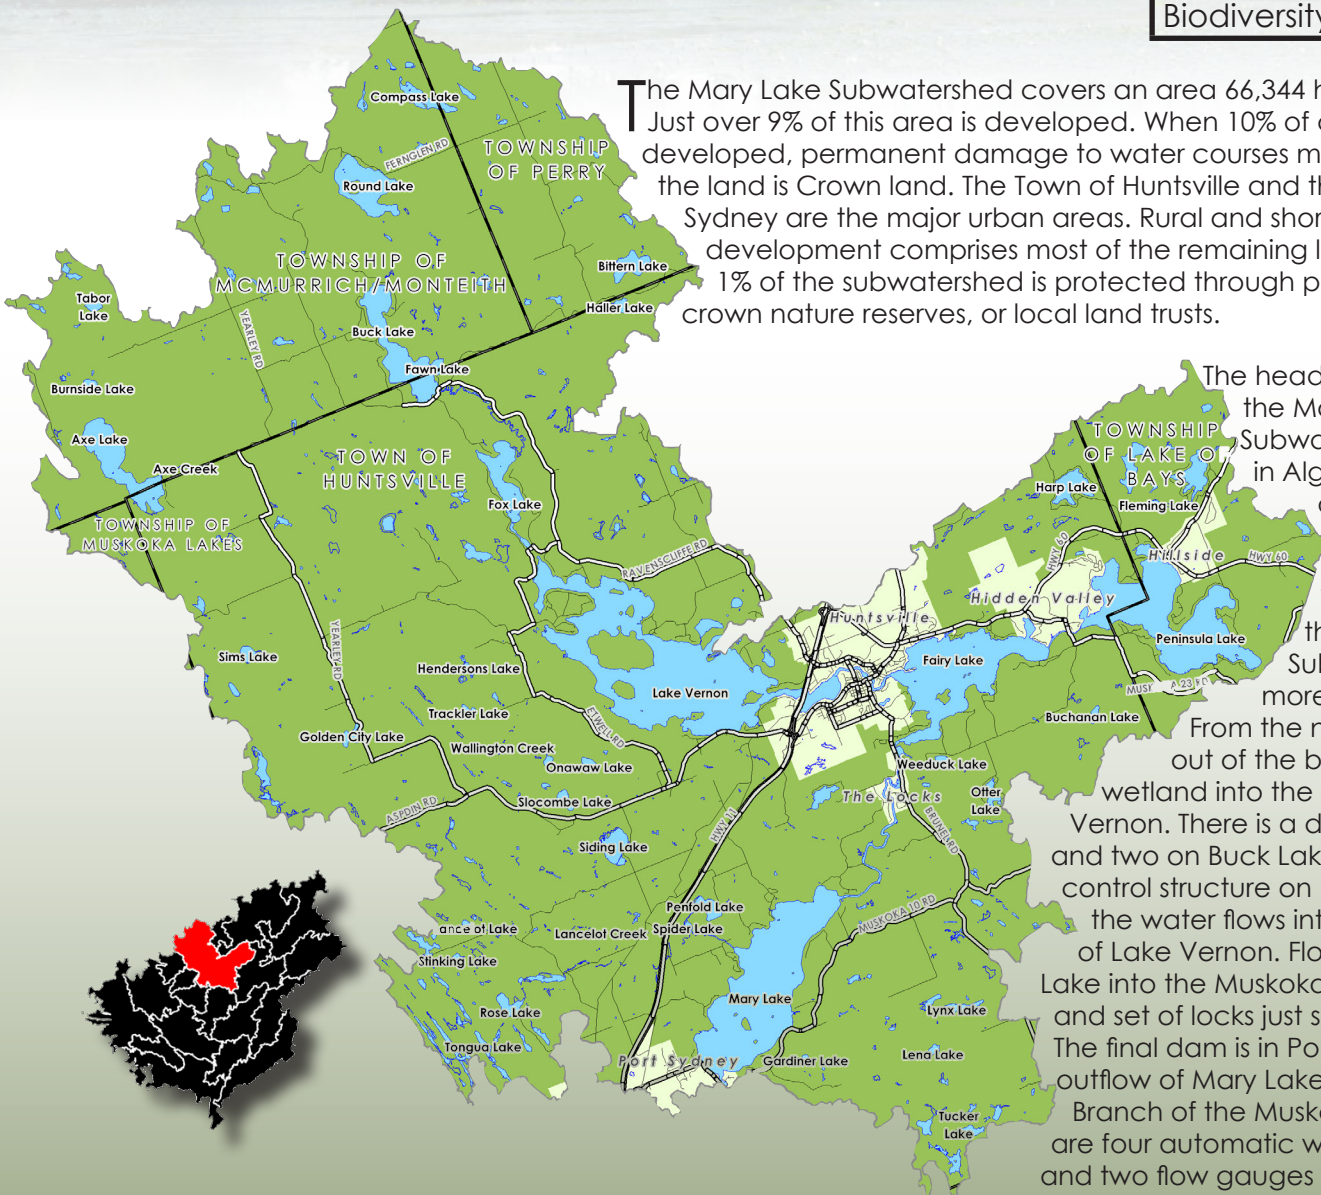 Biodiversity
The Mary Lake Subwatershed covers an area 66,344 h
Just over 9% of this area is developed. When 10% of
developed, permanent damage to water courses m
the land is Crown land. The Town of Huntsville and th
Sydney are the major urban areas. Rural and shor
development comprises most of the remaining l
1% of the subwatershed is protected through p
crown nature reserves, or local land trusts.
The head
the Ma
Subwa
in Alg
th
Sub
more
From the n
out of the b
wetland into the
Vernon. There is a d
and two on Buck Lak
control structure on
the water flows int
of Lake Vernon. Flo
Lake into the Muskoka
and set of locks just s
The final dam is in Po
outflow of Mary Lake
Branch of the Musk
are four automatic w
and two flow gauges
Compass Lake
FERNGLEN RD
TOWNSHIP
OF PERRY
Round Lake
TOWNSHIP OF
MCMURRICH/MONTEITH
Bittern Lake
Haller Lake
Tabor
Lake
YEARLEY RD
Buck Lake
Fawn Lake
Burnside Lake
Axe Lake
Axe Creek
TOWN OF
HUNTSVILLE
TOWNSHIP OF
MUSKOKA LAKES
Fox Lake
RAVENSCLIFFE RD
TOWNSHIP
OF LAKE OF
BAYS
Harp Lake
Fleming Lake
HWY 60
Hillside
HWY 60
Hidden Valley
Huntsville
Peninsula Lake
Fairy Lake
YEARLEY RD
Sims Lake
Hendersons Lake
Lake Vernon
MUSK A 23 RD
Trackler Lake
ETWELL RD
Buchanan Lake
Golden City Lake
Wallington Creek
Onawaw Lake
Weeduck Lake
Slocombe Lake
The Locks
Otter
Lake
ASPDIN RD
HWY 11
BRUNEL RD
Siding Lake
Penfold Lake
MUSKOKA 10 RD
ance ot Lake
Lancelot Creek
Spider Lake
Stinking Lake
Mary Lake
Rose Lake
Lynx Lake
Tongua Lake
Port Sydney
Gardiner Lake
Lena Lake
Tucker
Lake